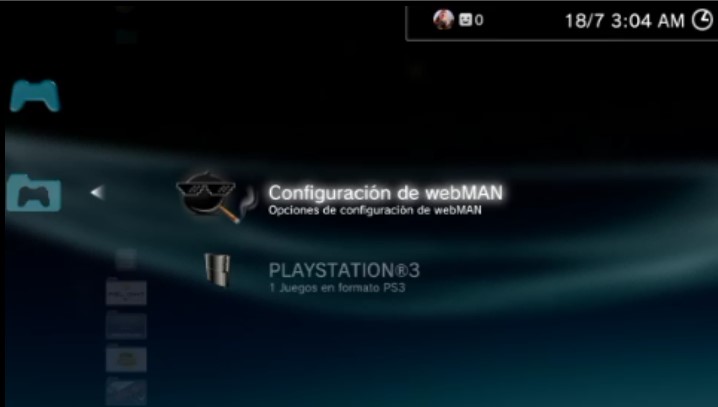 0
18/7 3:04 AM
Configuración de webMAN
Opciones de configuración de webMAN
PLAYSTATION®3
1 Juegos en formato PS3